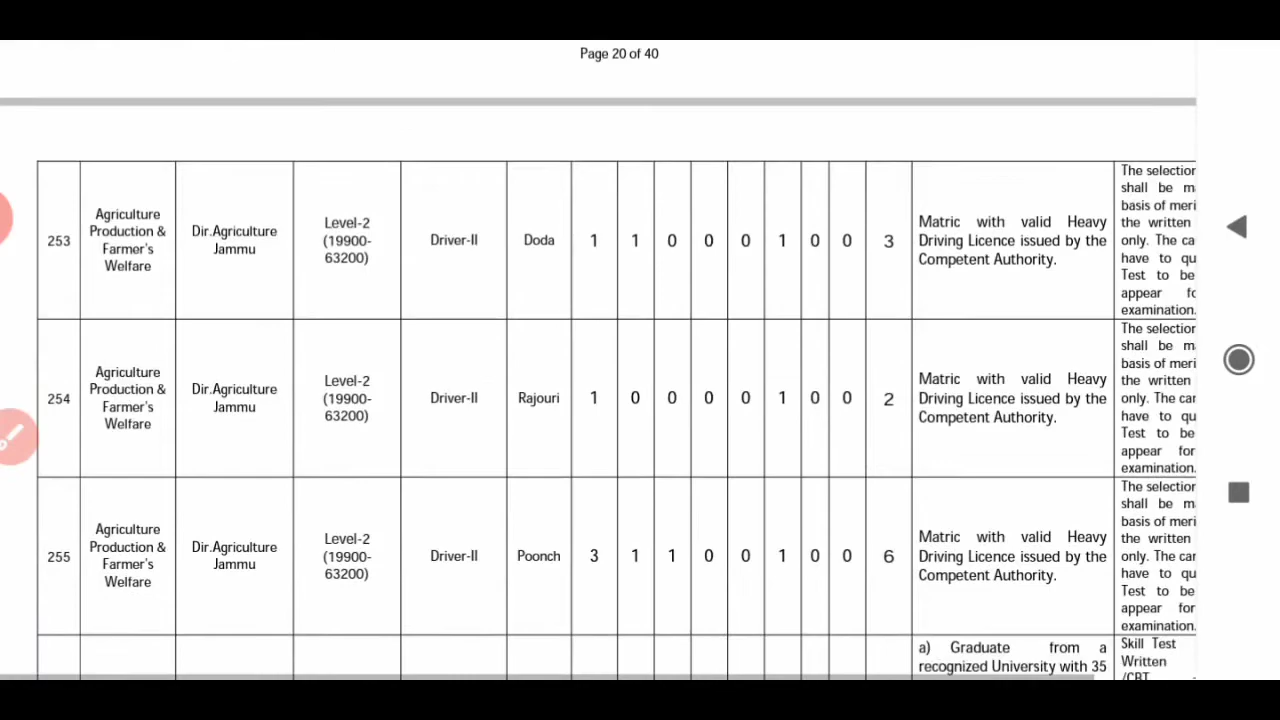 Page 20 of 40
253
Agriculture
Production &
Farmer's
Welfare
Dir.Agriculture
Jammu
Level-2
(19900-
63200)
Driver-II
Doda
1 1 0 0 0 1 0 0 3
Matric with valid Heavy
Driving Licence issued by the
Competent Authority.
The selection
shall be m
basis of meri
the written
only. The ca
have to qu
Test to be
appear fo
examination.
254
Agriculture
Production &
Farmer's
Welfare
Dir.Agriculture
Jammu
Level-2
(19900-
63200)
Driver-II
Rajouri
1 0 0 0 0 1 0 0 2
Matric with valid Heavy
Driving Licence issued by the
Competent Authority.
The selection
shall be m
basis of meri
the written
only. The car
have to qu
Test to be
appear for
examination.
255
Agriculture
Production &
Farmer's
Welfare
Dir.Agriculture
Jammu
Level-2
(19900-
63200)
Driver-II
Poonch
3 1 1 0 0 1 0 0 6
Matric with valid Heavy
Driving Licence issued by the
Competent Authority.
The selection
shall be m
basis of meri
the written
only. The car
have to qu
Test to be
appear for
examination.
a) Graduate from a
recognized University with 35
Skill Test
Written
/CBT